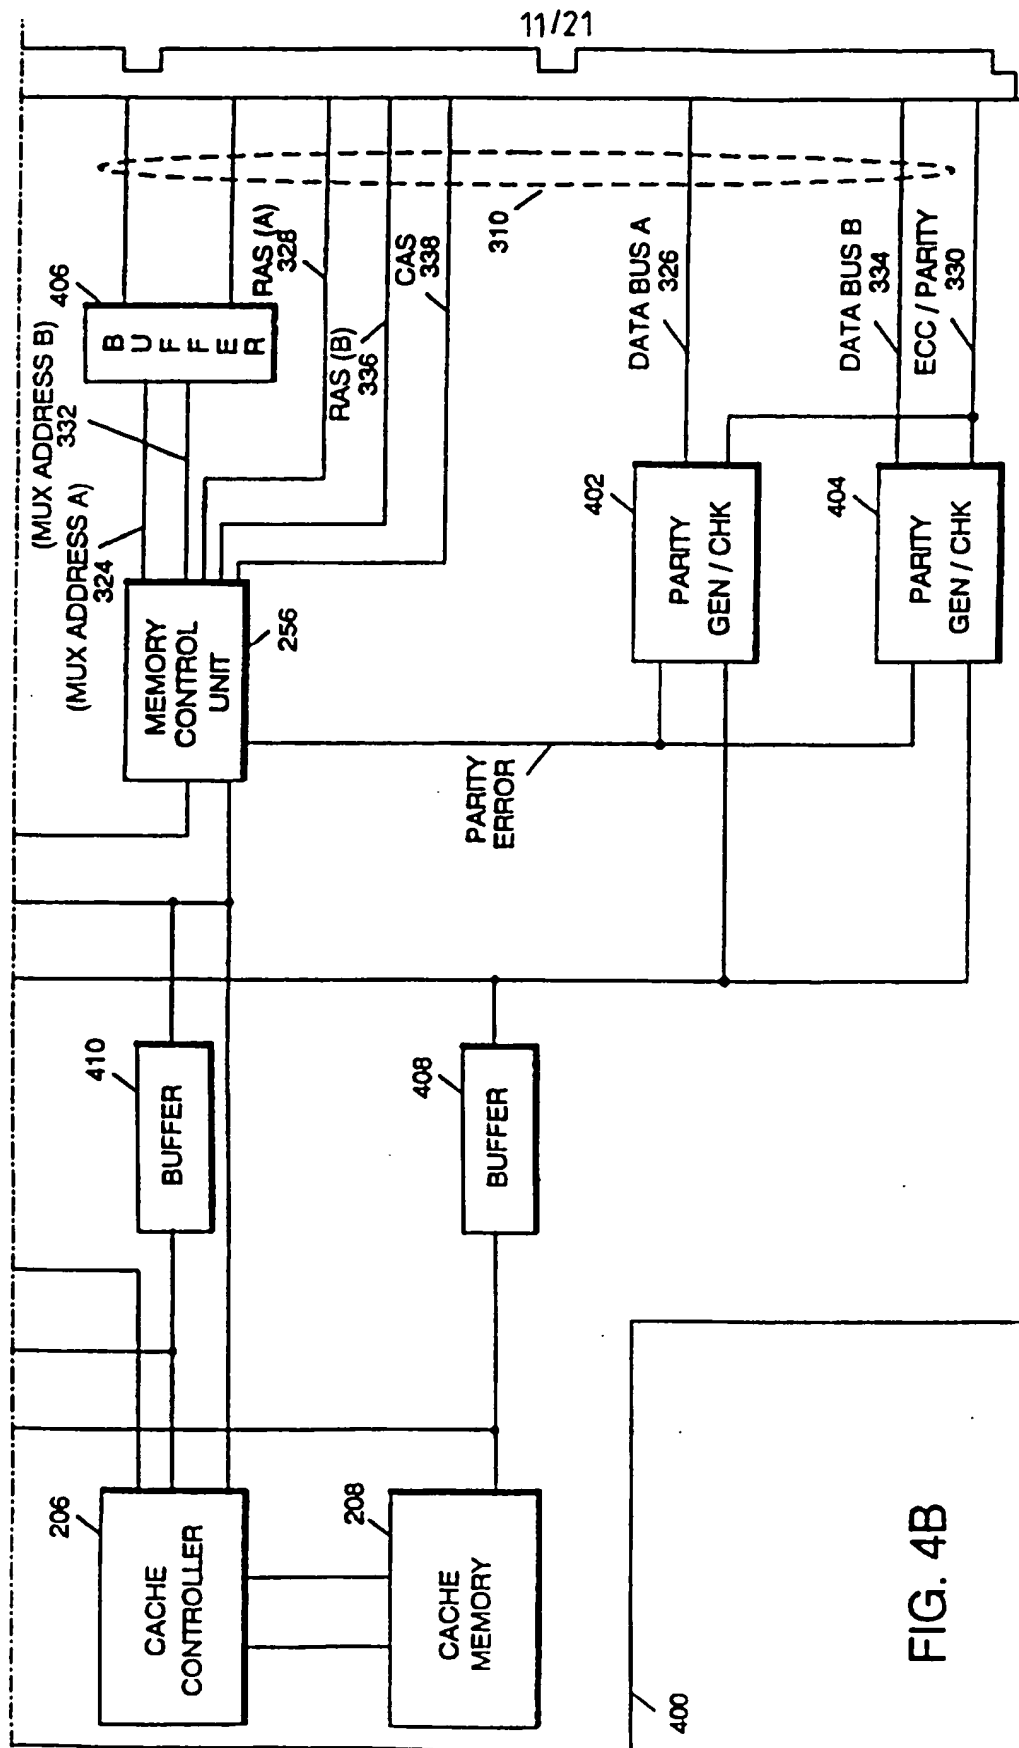 11/21
406
BUFFER
(MUX ADDRESS B)
332
(MUX ADDRESS A)
324
MEMORY
CONTROL
UNIT
256
RAS (A)
328
RAS (B)
336
CAS
338
310
DATA BUS A
326
DATA BUS B
334
ECC / PARITY
330
402
PARITY
GEN / CHK
404
PARITY
GEN / CHK
PARITY
ERROR
410
BUFFER
408
BUFFER
206
CACHE
CONTROLLER
208
CACHE
MEMORY
400
FIG. 4B